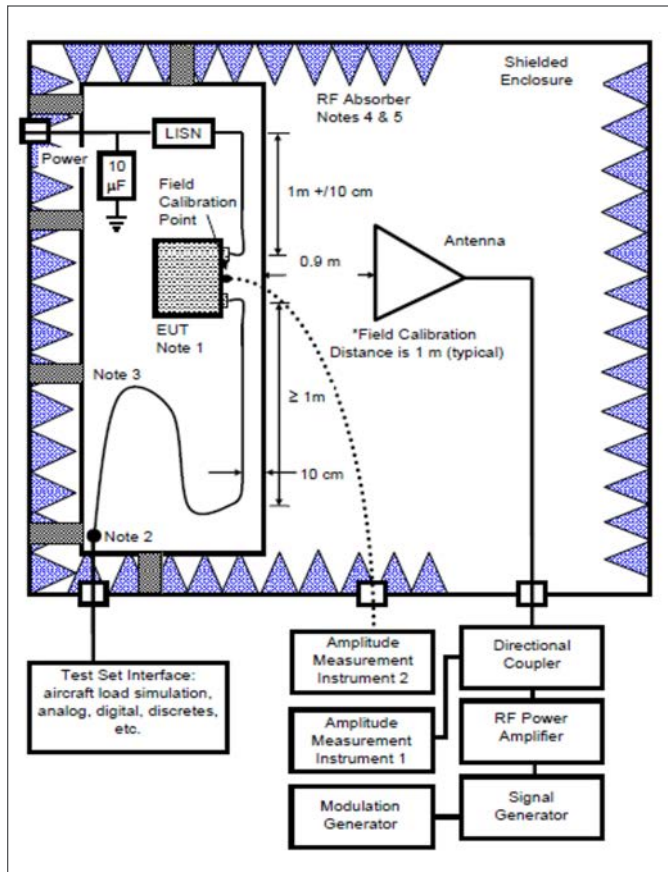 Shielded
Enclosure
RF Absorber
Notes 4 & 5
LISN
Power
10
μF
Field
Calibration
Point
1m +/10 cm
0.9 m
Antenna
EUT
Note 1
*Field Calibration
Distance is 1 m (typical)
Note 3
≥ 1m
10 cm
Note 2
Test Set Interface:
aircraft load simulation,
analog, digital, discretes,
etc.
Amplitude
Measurement
Instrument 2
Directional
Coupler
Amplitude
Measurement
Instrument 1
RF Power
Amplifier
Modulation
Generator
Signal
Generator